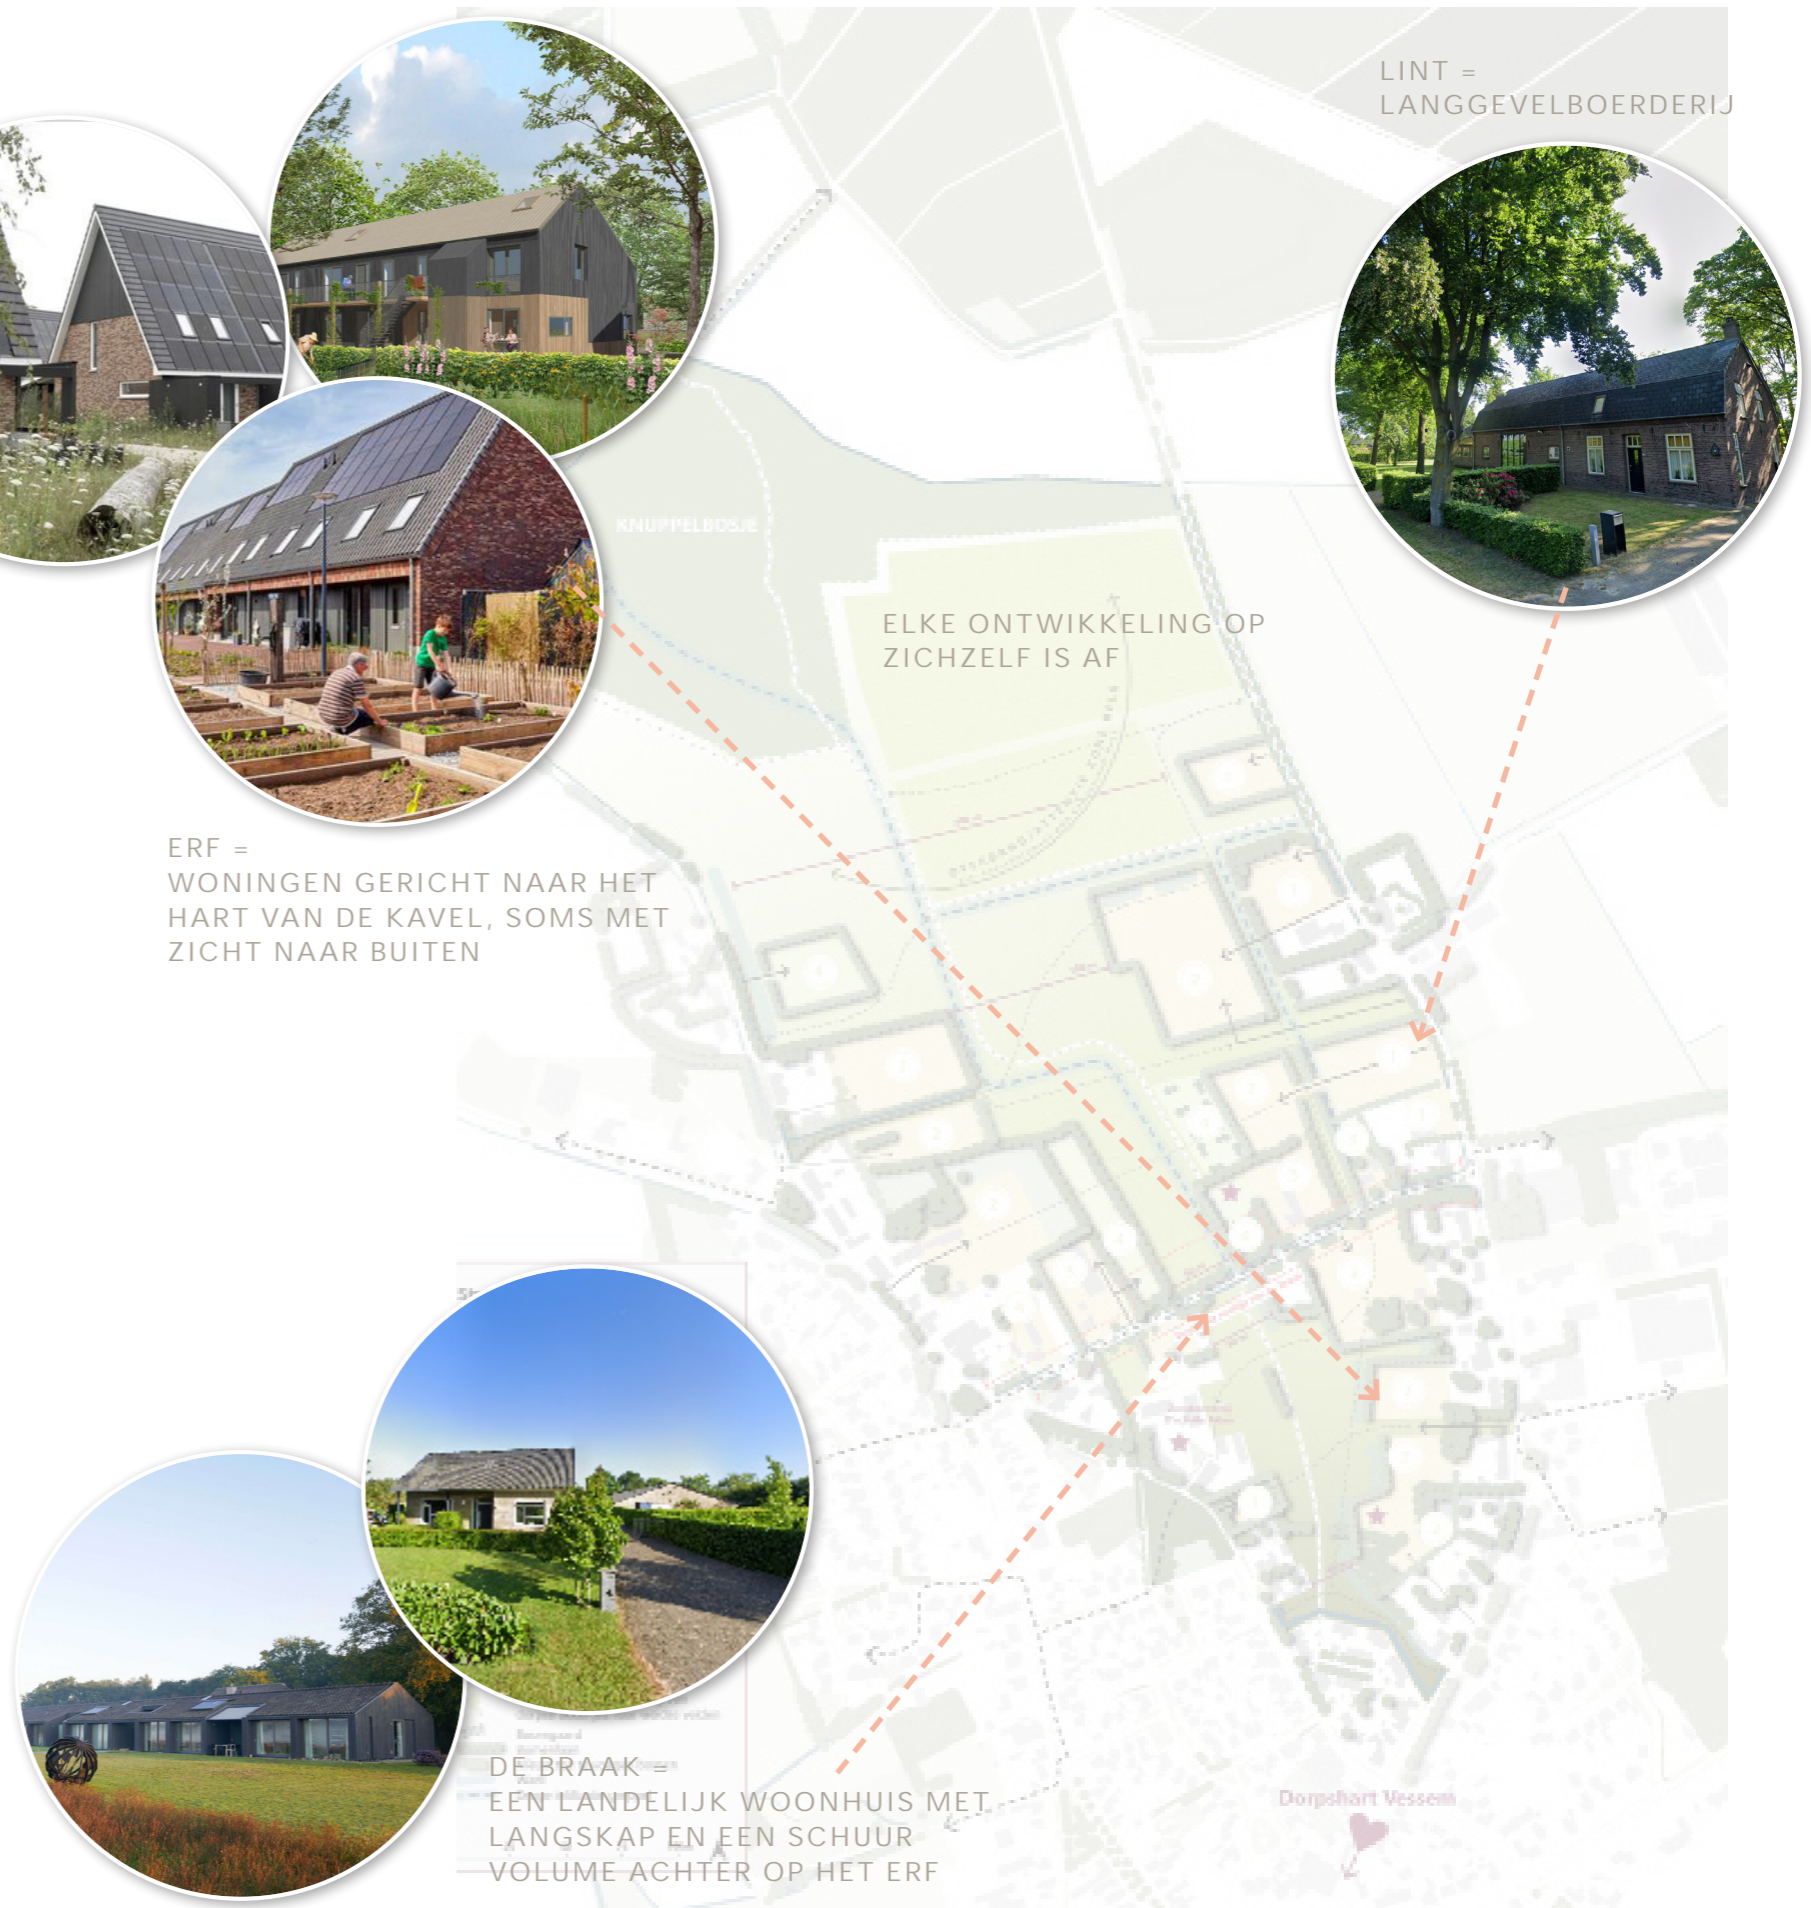 LINT =
LANGGEVELBOERDERIJ
KNUPPELBOSJE
ELKE ONTWIKKELING OP
ZICHZELF IS AF
ERF =
WONINGEN GERICHT NAAR HET
HART VAN DE KAVEL, SOMS MET
ZICHT NAAR BUITEN
DE BRAAK =
EEN LANDELIJK WOONHUIS MET
LANGSKAP EN EEN SCHUUR
VOLUME ACHTER OP HET ERF
Dorpshart Vessem